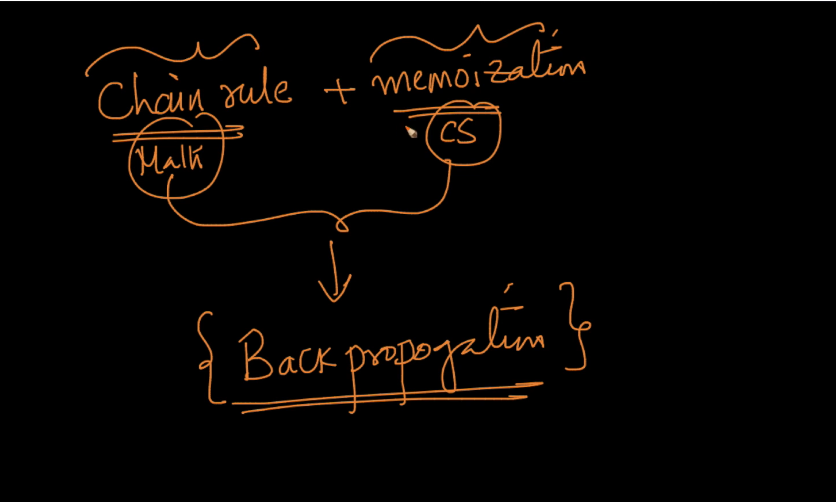 Chain rule + memoization
Math CS
{ Back propogation }